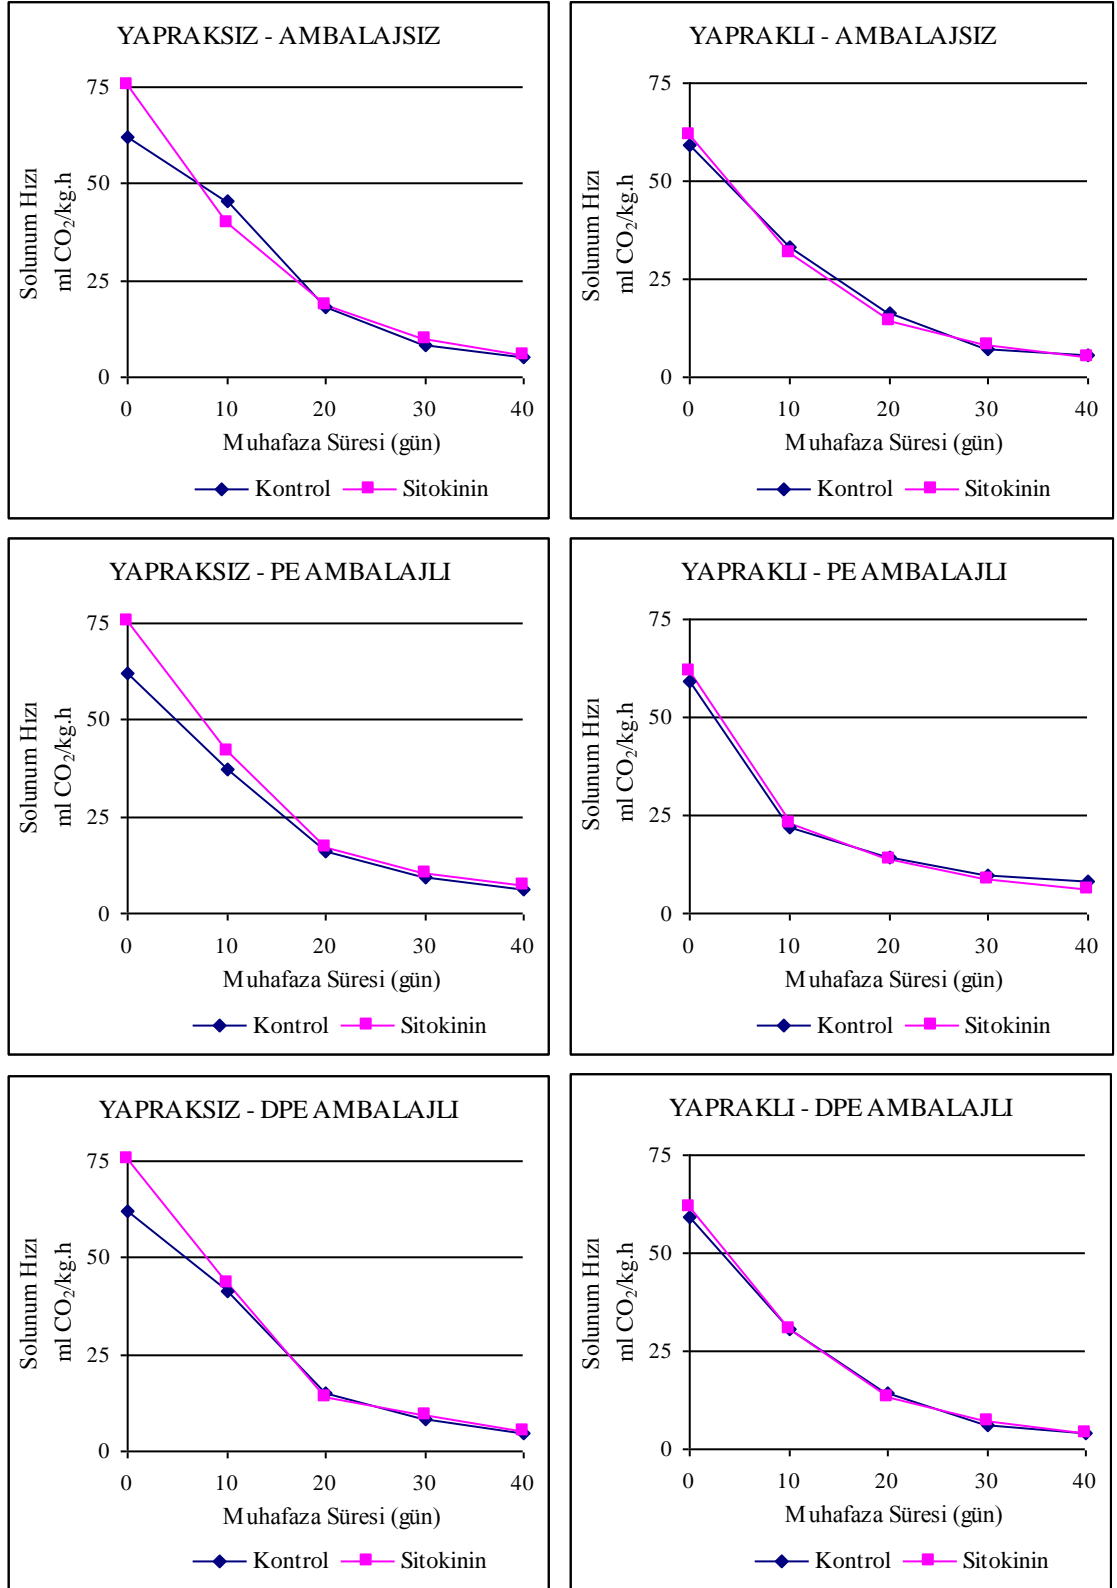 YAPRAKSIZ - AMBALAJSIZ
Solunum Hızı
ml CO₂/kg.h
75
50
25
0
0 10 20 30 40
Muhafaza Süresi (gün)
Kontrol Sitokinin
YAPRAKLI - AMBALAJSIZ
Solunum Hızı
ml CO₂/kg.h
75
50
25
0
0 10 20 30 40
Muhafaza Süresi (gün)
Kontrol Sitokinin
YAPRAKSIZ - PE AMBALAJLI
Solunum Hızı
ml CO₂/kg.h
75
50
25
0
0 10 20 30 40
Muhafaza Süresi (gün)
Kontrol Sitokinin
YAPRAKLI - PE AMBALAJLI
Solunum Hızı
ml CO₂/kg.h
75
50
25
0
0 10 20 30 40
Muhafaza Süresi (gün)
Kontrol Sitokinin
YAPRAKSIZ - DPE AMBALAJLI
Solunum Hızı
ml CO₂/kg.h
75
50
25
0
0 10 20 30 40
Muhafaza Süresi (gün)
Kontrol Sitokinin
YAPRAKLI - DPE AMBALAJLI
Solunum Hızı
ml CO₂/kg.h
75
50
25
0
0 10 20 30 40
Muhafaza Süresi (gün)
Kontrol Sitokinin